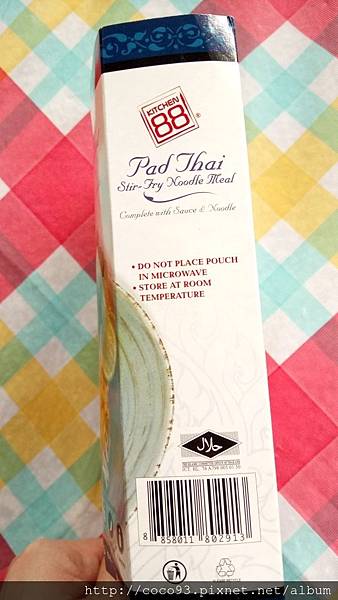 KITCHEN
88
®
Pad Thai
Stir-Fry Noodle Meal
Complete with Sauce & Noodle
• DO NOT PLACE POUCH
IN MICROWAVE
• STORE AT ROOM
TEMPERATURE
حلال
8 858011 802913
http://coco93.pixnet.net/album